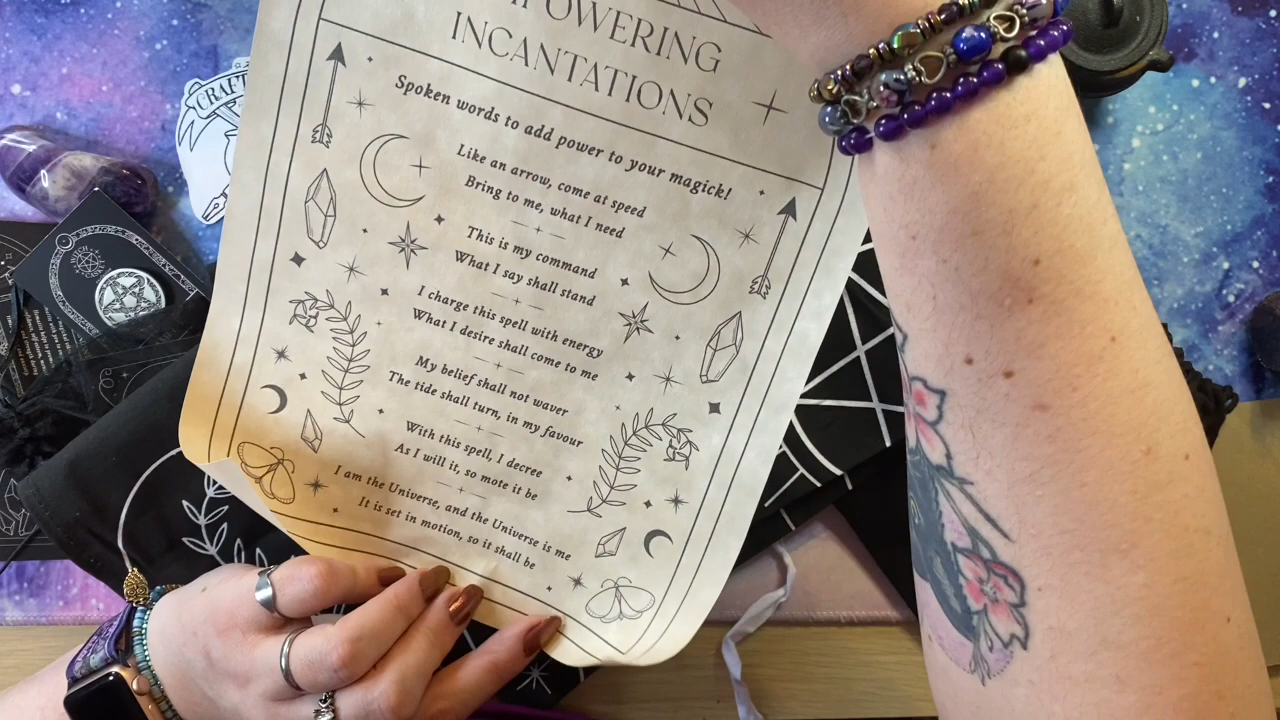 INCANTATIONS
Spoken words to add power to your magick!
Like an arrow, come at speed
Bring to me, what I need
This is my command
What I say shall stand
I charge this spell with energy
What I desire shall come to me
My belief shall not waver
The tide shall turn, in my favour
With this spell, I decree
As I will it, so mote it be
I am the Universe, and the Universe is me
It is set in motion, so it shall be
CRAFT